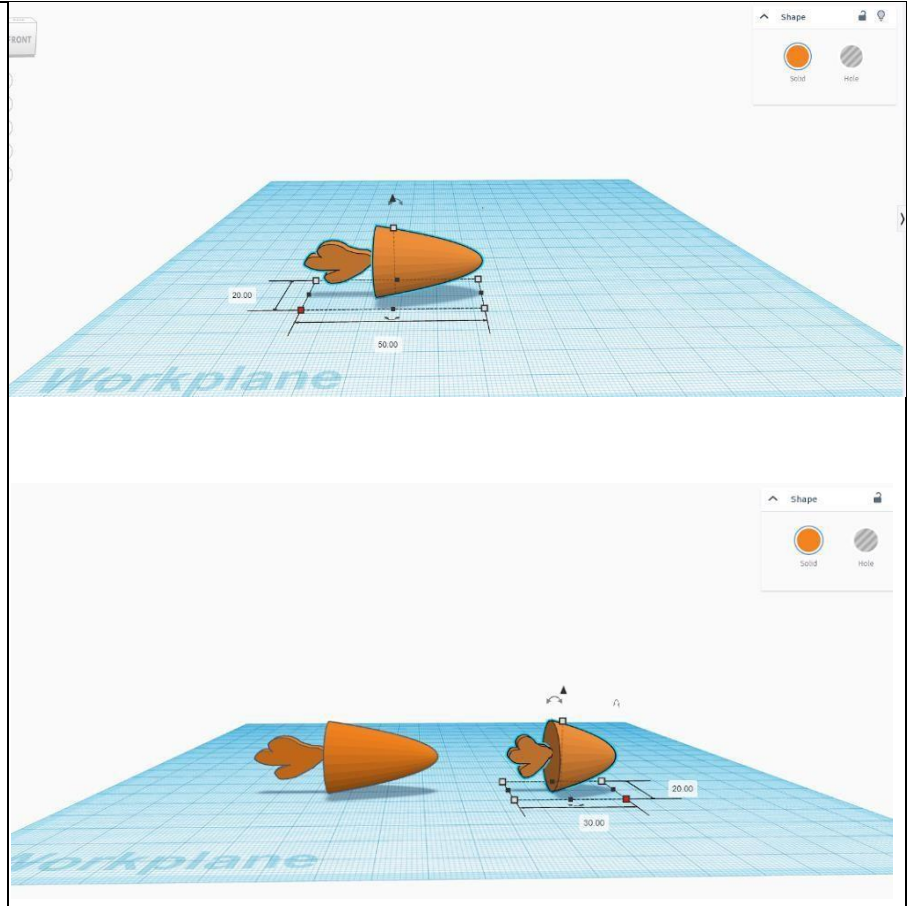 Shape
FRONT
Solid
Hole
20.00
50.00
Workplane
Shape
Solid
Hole
20.00
30.00
Workplane